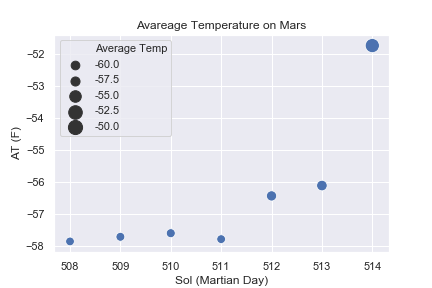 Avareage Temperature on Mars
Average Temp
-60.0
-57.5
-55.0
-52.5
-50.0
−52
−53
−54
−55
−56
−57
−58
AT (F)
508 509 510 511 512 513 514
Sol (Martian Day)